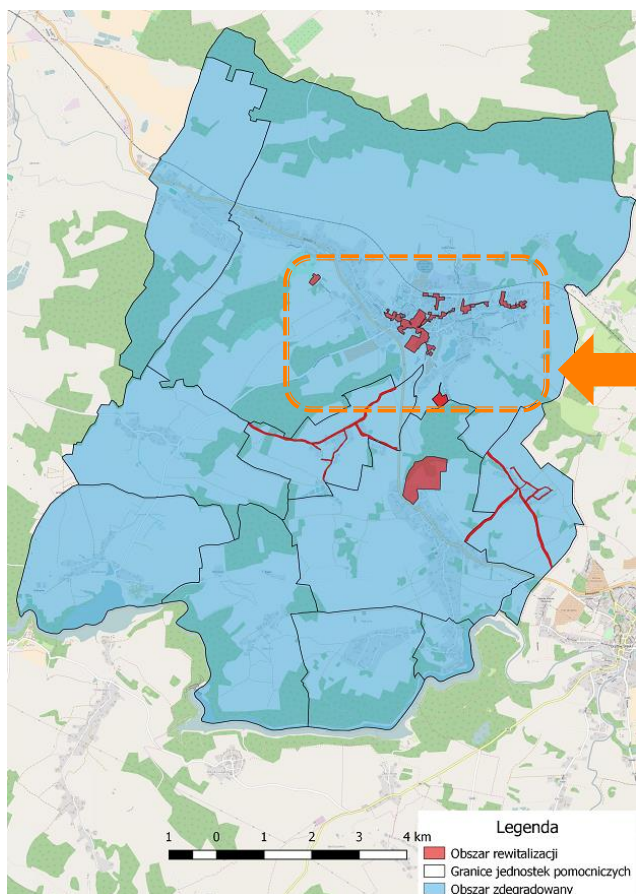 1 0 1 2 3 4 km
Legenda
Obszar rewitalizacji
Granice jednostek pomocniczych
Obszar zdegradowany